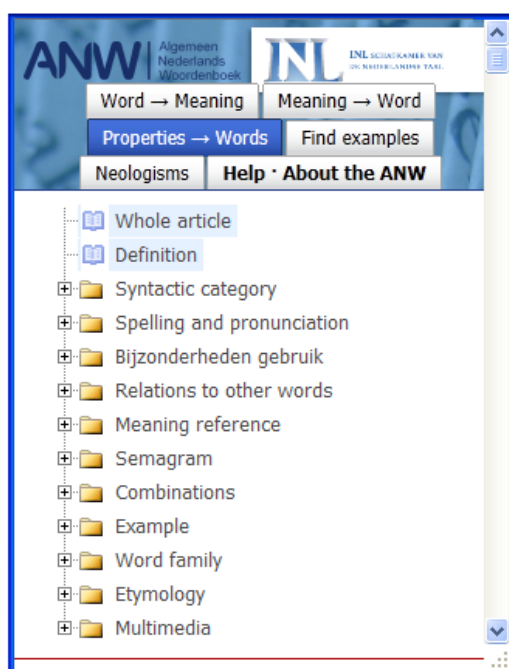 ANW Algemeen
Nederlands
Woordenboek
INL INL SCHATKAMER VAN
DE NEDERLANDSE TAAL
Word → Meaning Meaning → Word
Properties → Words Find examples
Neologisms Help · About the ANW
Whole article
Definition
Syntactic category
Spelling and pronunciation
Bijzonderheden gebruik
Relations to other words
Meaning reference
Semagram
Combinations
Example
Word family
Etymology
Multimedia